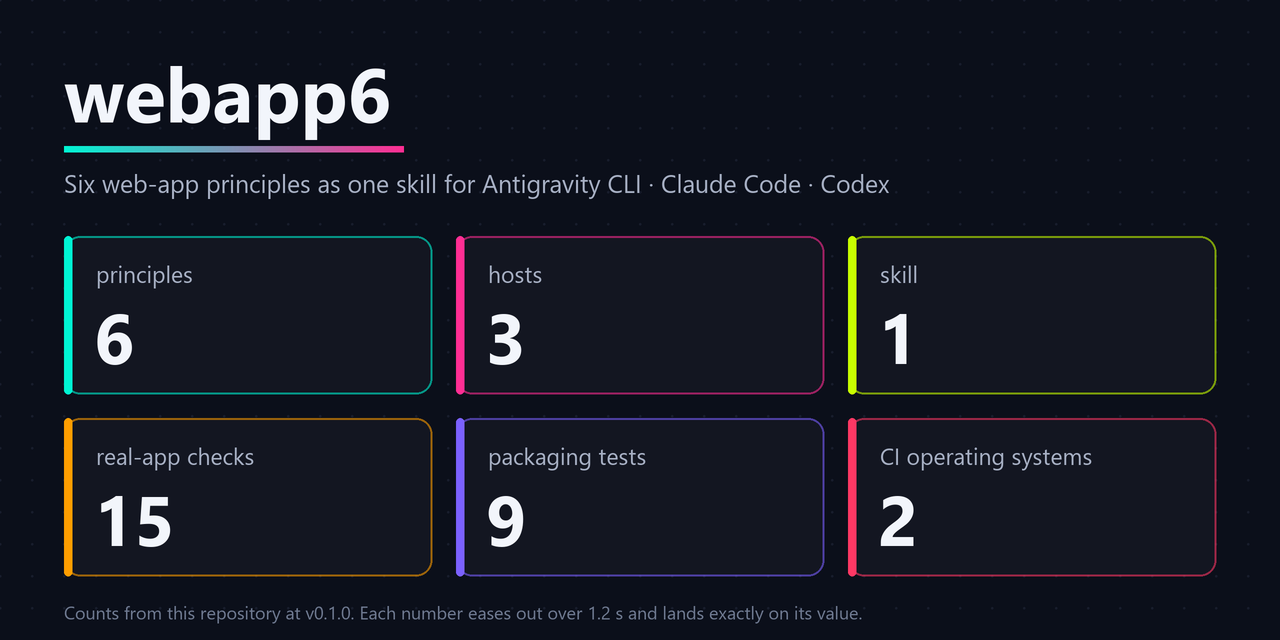 webapp6
Six web-app principles as one skill for Antigravity CLI · Claude Code · Codex
principles
6
hosts
3
skill
1
real-app checks
15
packaging tests
9
CI operating systems
2
Counts from this repository at v0.1.0. Each number eases out over 1.2 s and lands exactly on its value.